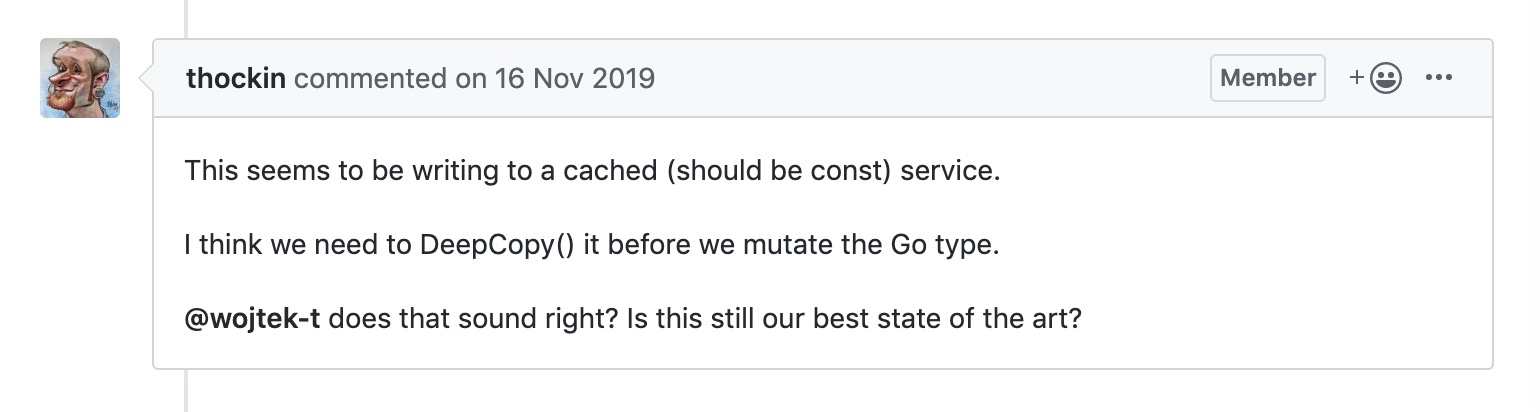 thockin commented on 16 Nov 2019
Member
This seems to be writing to a cached (should be const) service.
I think we need to DeepCopy() it before we mutate the Go type.
@wojtek-t does that sound right? Is this still our best state of the art?